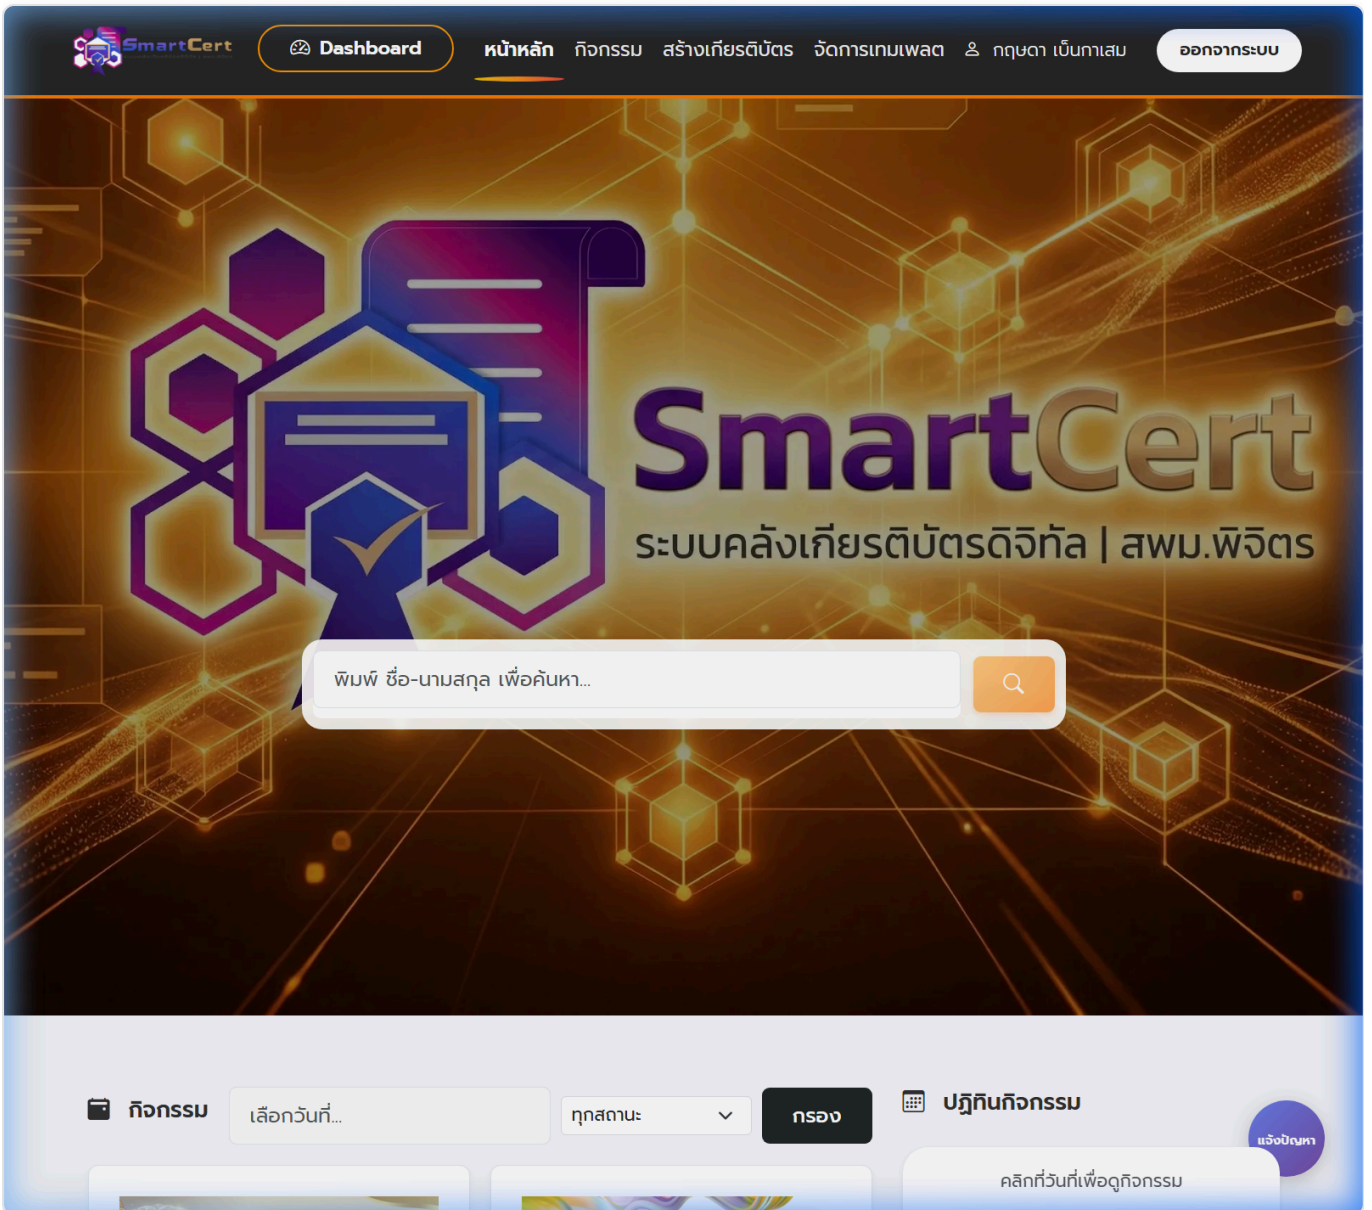 SmartCert
Dashboard
หน้าหลัก
กิจกรรม
สร้างเกียรติบัตร
จัดการเทมเพลต
กฤษดา เบ็นกาเสม
ออกจากระบบ
SmartCert
ระบบคลังเกียรติบัตรดิจิทัล | สพม.พิจิตร
พิมพ์ ชื่อ-นามสกุล เพื่อค้นหา...
กิจกรรม
เลือกวันที่...
ทุกสถานะ
กรอง
ปฏิทินกิจกรรม
แจ้งปัญหา
คลิกที่วันที่เพื่อดูกิจกรรม